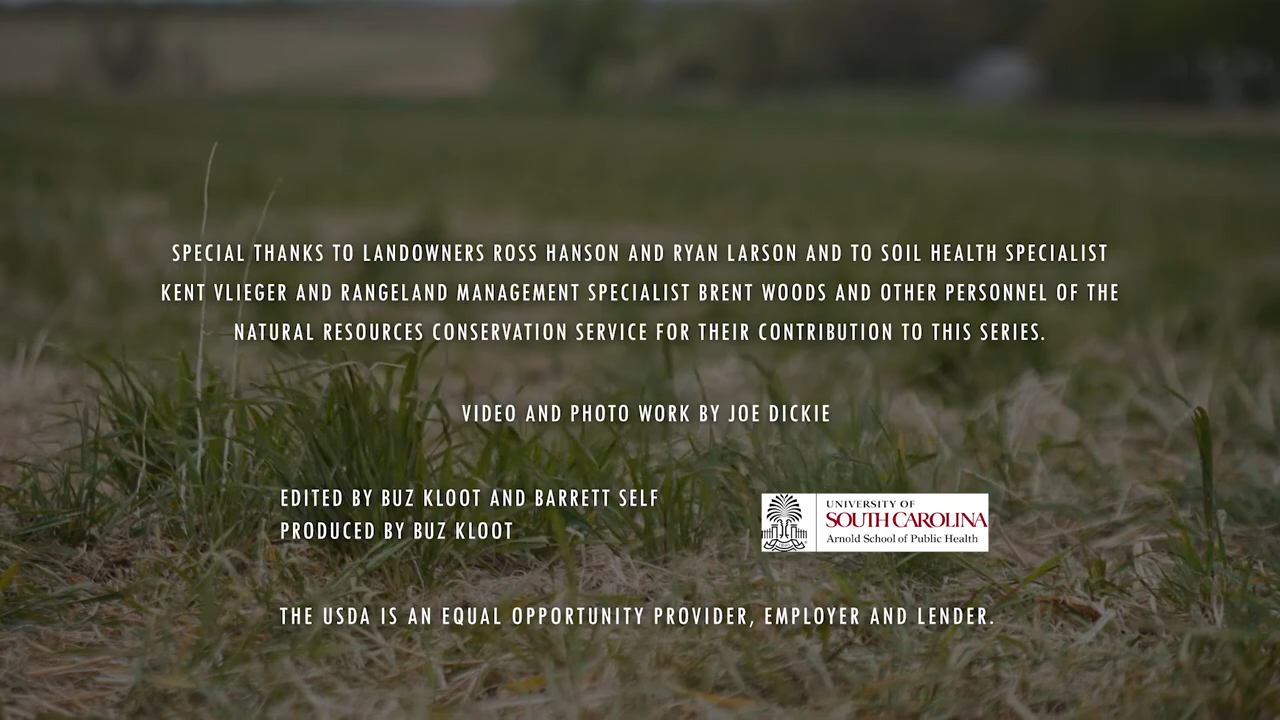 SPECIAL THANKS TO LANDOWNERS ROSS HANSON AND RYAN LARSON AND TO SOIL HEALTH SPECIALIST
KENT VLIEGER AND RANGELAND MANAGEMENT SPECIALIST BRENT WOODS AND OTHER PERSONNEL OF THE
NATURAL RESOURCES CONSERVATION SERVICE FOR THEIR CONTRIBUTION TO THIS SERIES.
VIDEO AND PHOTO WORK BY JOE DICKIE
EDITED BY BUZ KLOOT AND BARRETT SELF
PRODUCED BY BUZ KLOOT
UNIVERSITY OF
SOUTH CAROLINA
Arnold School of Public Health
THE USDA IS AN EQUAL OPPORTUNITY PROVIDER, EMPLOYER AND LENDER.